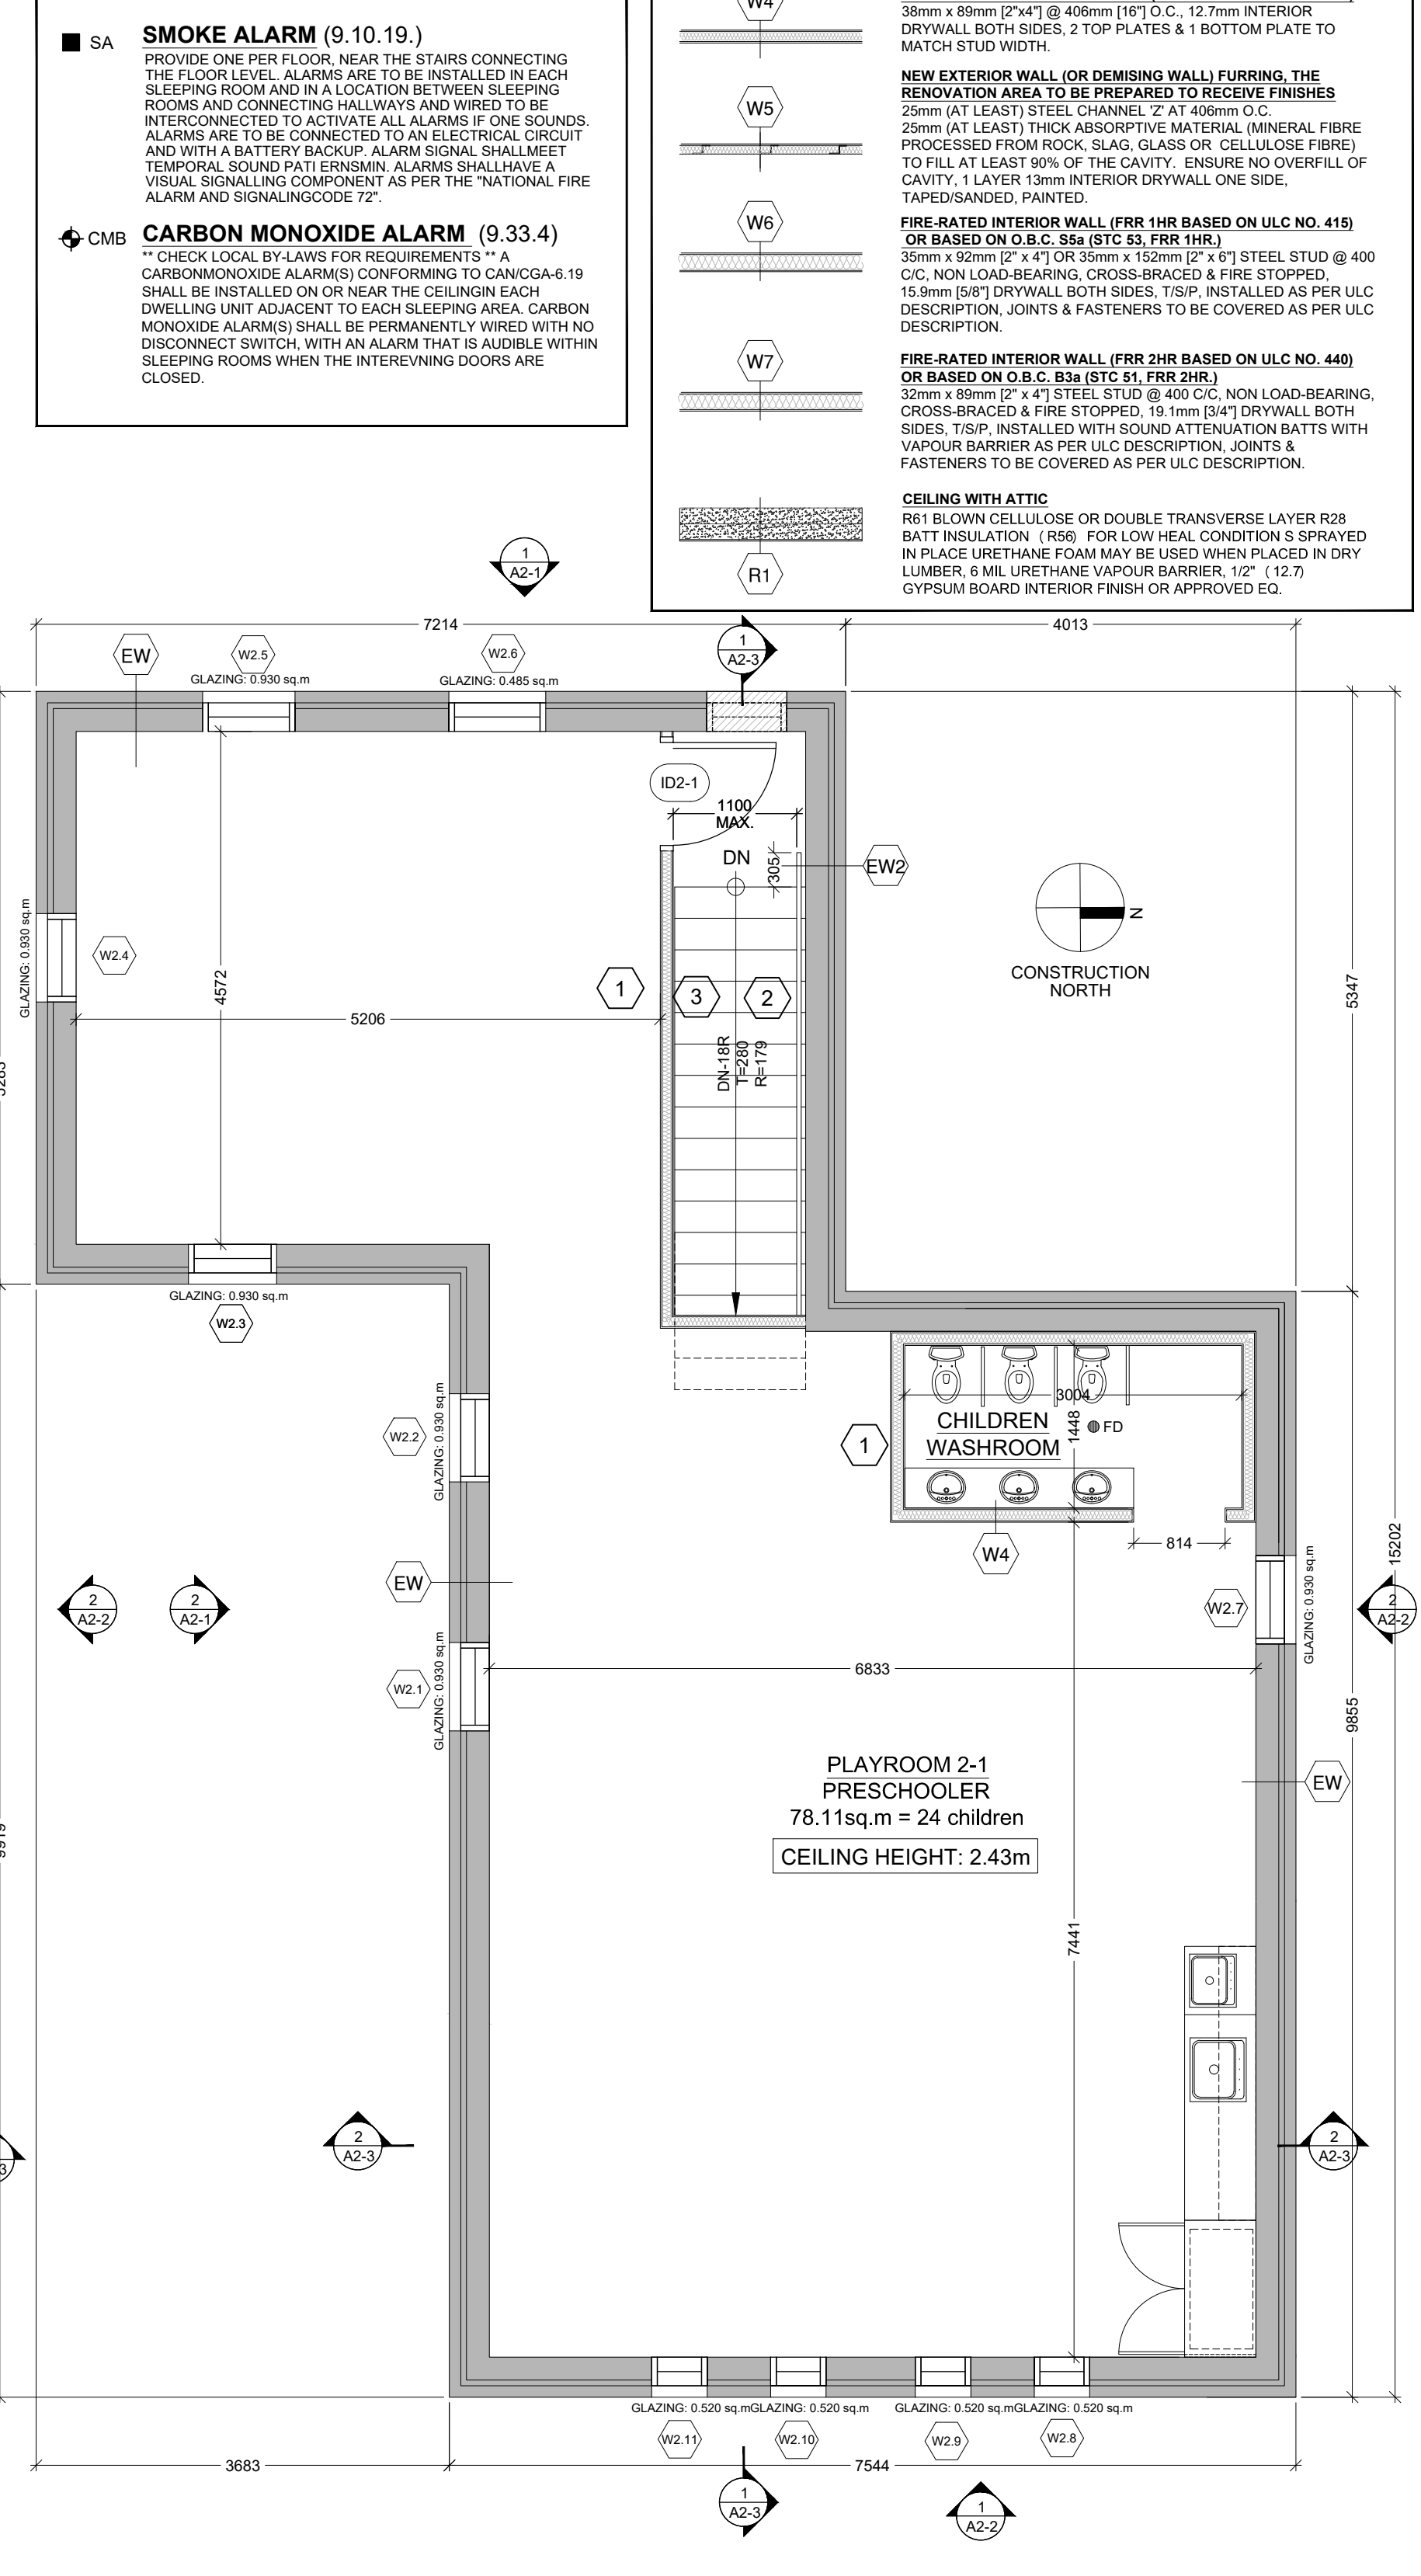 SA
SMOKE ALARM (9.10.19.)
PROVIDE ONE PER FLOOR, NEAR THE STAIRS CONNECTING
THE FLOOR LEVEL. ALARMS ARE TO BE INSTALLED IN EACH
SLEEPING ROOM AND IN A LOCATION BETWEEN SLEEPING
ROOMS AND CONNECTING HALLWAYS AND WIRED TO BE
INTERCONNECTED TO ACTIVATE ALL ALARMS IF ONE SOUNDS.
ALARMS ARE TO BE CONNECTED TO AN ELECTRICAL CIRCUIT
AND WITH A BATTERY BACKUP. ALARM SIGNAL SHALLMEET
TEMPORAL SOUND PATI ERNSMIN. ALARMS SHALLHAVE A
VISUAL SIGNALLING COMPONENT AS PER THE "NATIONAL FIRE
ALARM AND SIGNALINGCODE 72".
CMB
CARBON MONOXIDE ALARM (9.33.4)
** CHECK LOCAL BY-LAWS FOR REQUIREMENTS ** A
CARBONMONOXIDE ALARM(S) CONFORMING TO CAN/CGA-6.19
SHALL BE INSTALLED ON OR NEAR THE CEILINGIN EACH
DWELLING UNIT ADJACENT TO EACH SLEEPING AREA. CARBON
MONOXIDE ALARM(S) SHALL BE PERMANENTLY WIRED WITH NO
DISCONNECT SWITCH, WITH AN ALARM THAT IS AUDIBLE WITHIN
SLEEPING ROOMS WHEN THE INTEREVNING DOORS ARE
CLOSED.
W4
38mm x 89mm [2"x4"] @ 406mm [16"] O.C., 12.7mm INTERIOR
DRYWALL BOTH SIDES, 2 TOP PLATES & 1 BOTTOM PLATE TO
MATCH STUD WIDTH.
W5
NEW EXTERIOR WALL (OR DEMISING WALL) FURRING, THE
RENOVATION AREA TO BE PREPARED TO RECEIVE FINISHES
25mm (AT LEAST) STEEL CHANNEL 'Z' AT 406mm O.C.
25mm (AT LEAST) THICK ABSORPTIVE MATERIAL (MINERAL FIBRE
PROCESSED FROM ROCK, SLAG, GLASS OR CELLULOSE FIBRE)
TO FILL AT LEAST 90% OF THE CAVITY. ENSURE NO OVERFILL OF
CAVITY, 1 LAYER 13mm INTERIOR DRYWALL ONE SIDE,
TAPED/SANDED, PAINTED.
W6
FIRE-RATED INTERIOR WALL (FRR 1HR BASED ON ULC NO. 415)
OR BASED ON O.B.C. S5a (STC 53, FRR 1HR.)
35mm x 92mm [2" x 4"] OR 35mm x 152mm [2" x 6"] STEEL STUD @ 400
C/C, NON LOAD-BEARING, CROSS-BRACED & FIRE STOPPED,
15.9mm [5/8"] DRYWALL BOTH SIDES, T/S/P, INSTALLED AS PER ULC
DESCRIPTION, JOINTS & FASTENERS TO BE COVERED AS PER ULC
DESCRIPTION.
W7
FIRE-RATED INTERIOR WALL (FRR 2HR BASED ON ULC NO. 440)
OR BASED ON O.B.C. B3a (STC 51, FRR 2HR.)
32mm x 89mm [2" x 4"] STEEL STUD @ 400 C/C, NON LOAD-BEARING,
CROSS-BRACED & FIRE STOPPED, 19.1mm [3/4"] DRYWALL BOTH
SIDES, T/S/P, INSTALLED WITH SOUND ATTENUATION BATTS WITH
VAPOUR BARRIER AS PER ULC DESCRIPTION, JOINTS &
FASTENERS TO BE COVERED AS PER ULC DESCRIPTION.
R1
CEILING WITH ATTIC
R61 BLOWN CELLULOSE OR DOUBLE TRANSVERSE LAYER R28
BATT INSULATION (R56) FOR LOW HEAL CONDITION S SPRAYED
IN PLACE URETHANE FOAM MAY BE USED WHEN PLACED IN DRY
LUMBER, 6 MIL URETHANE VAPOUR BARRIER, 1/2" (12.7)
GYPSUM BOARD INTERIOR FINISH OR APPROVED EQ.
1
A2-1
7214
4013
EW
W2.5
GLAZING: 0.930 sq.m
W2.6
GLAZING: 0.485 sq.m
1
A2-3
ID2-1
1100
MAX.
DN
305
EW2
N
CONSTRUCTION
NORTH
GLAZING: 0.930 sq.m
W2.4
4572
5206
1
3
2
DN-18R
T=280
R=179
5347
GLAZING: 0.930 sq.m
W2.3
GLAZING: 0.930 sq.m
W2.2
3004
1448
CHILDREN
WASHROOM
FD
1
W4
814
15202
EW
2
A2-2
2
A2-1
W2.7
GLAZING: 0.930 sq.m
2
A2-2
W2.1
GLAZING: 0.930 sq.m
6833
9855
PLAYROOM 2-1
PRESCHOOLER
78.11sq.m = 24 children
CEILING HEIGHT: 2.43m
EW
7441
2
A2-3
2
A2-3
GLAZING: 0.520 sq.m
GLAZING: 0.520 sq.m
GLAZING: 0.520 sq.m
GLAZING: 0.520 sq.m
W2.11
W2.10
W2.9
W2.8
3683
7544
1
A2-3
1
A2-2